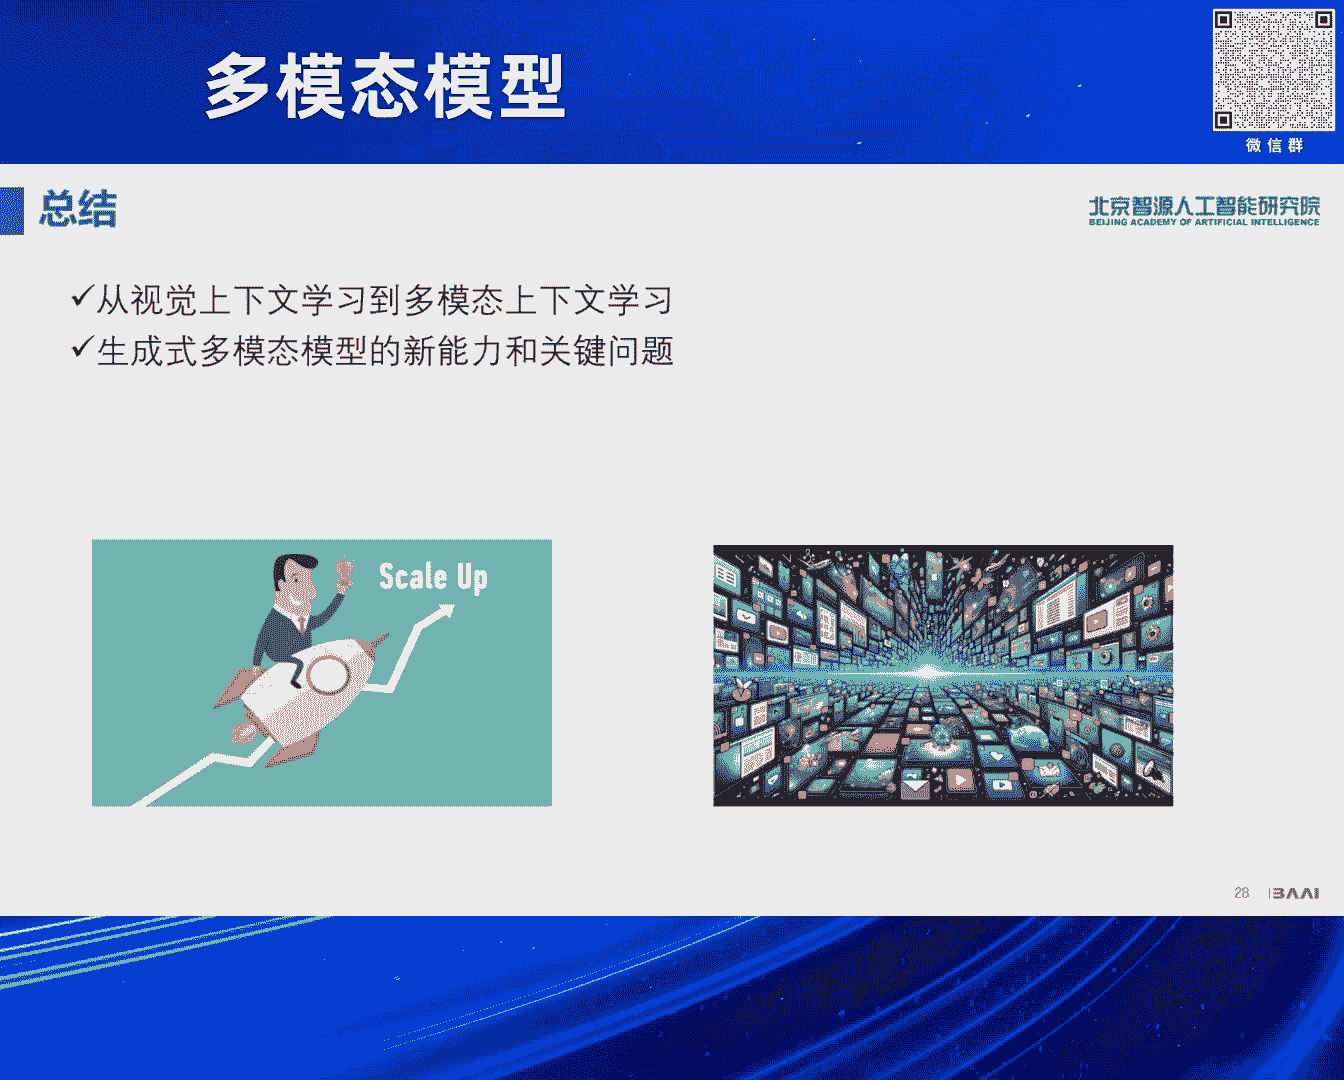 多模态模型
微信群
总结
北京智源人工智能研究院
BEIJING ACADEMY OF ARTIFICIAL INTELLIGENCE
✓从视觉上下文学习到多模态上下文学习
✓生成式多模态模型的新能力和关键问题
Scale Up
28
BAAI